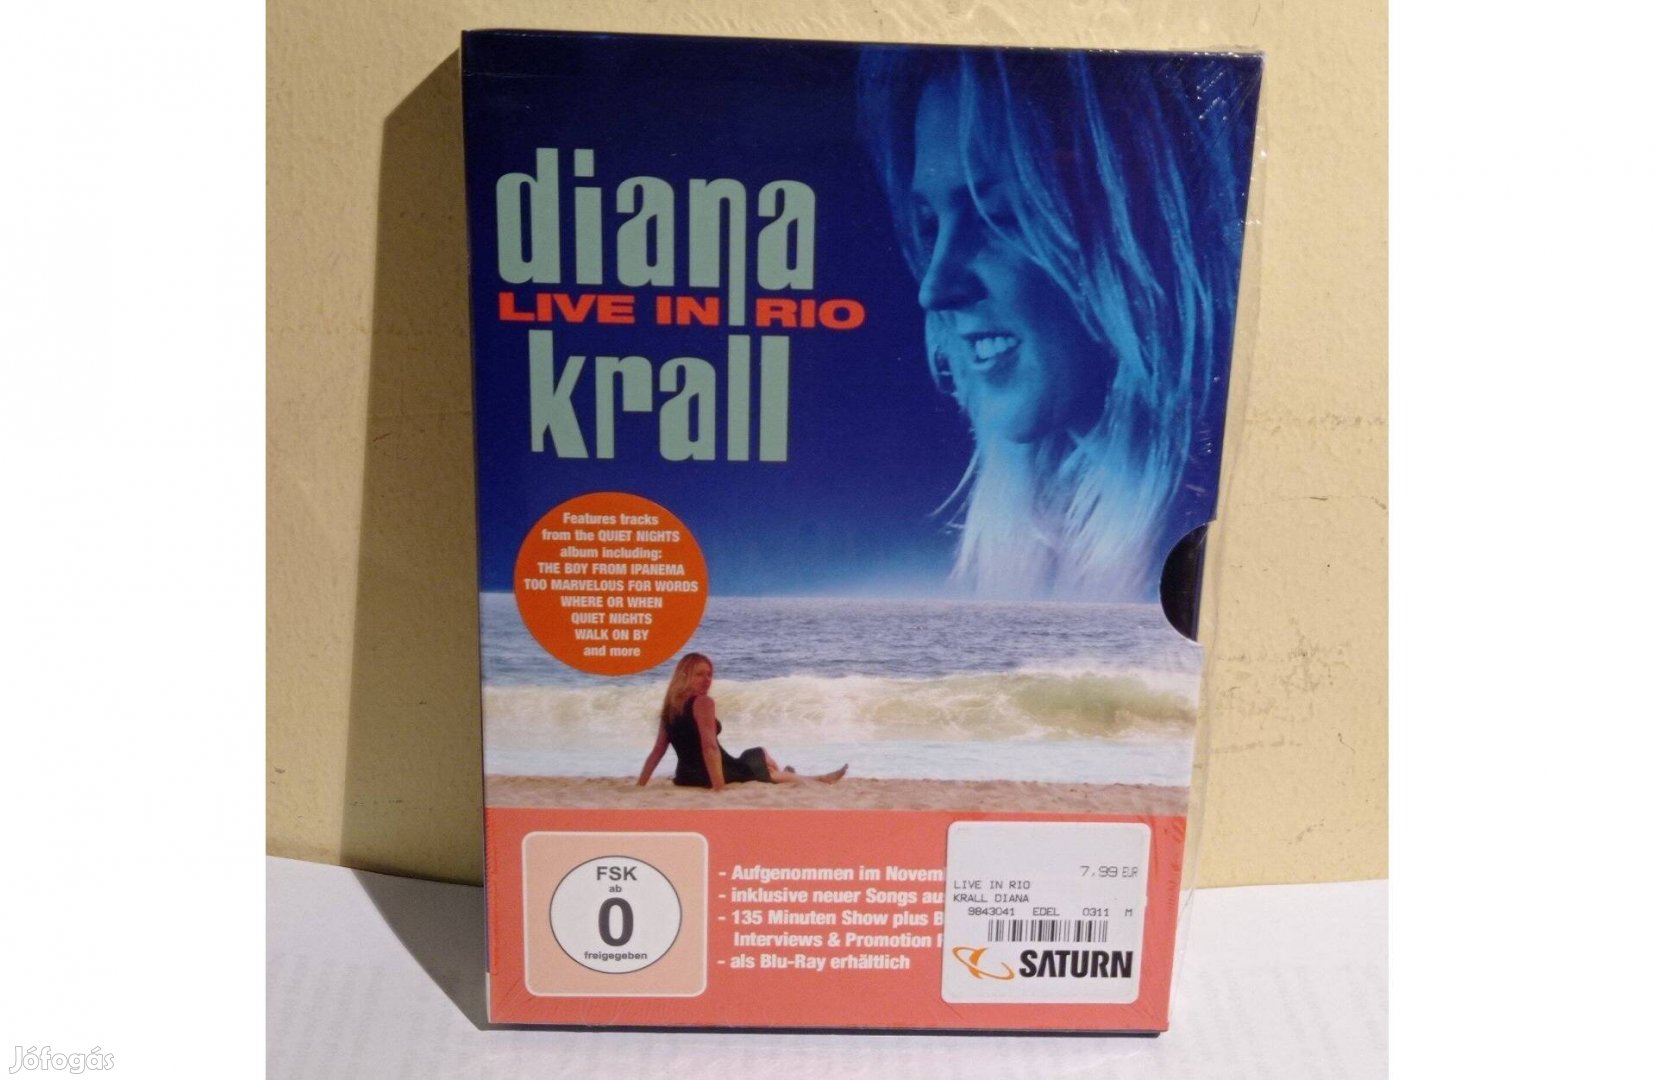 diana
LIVE IN RIO
krall
Features tracks
from the QUIET NIGHTS
album including:
THE BOY FROM IPANEMA
TOO MARVELOUS FOR WORDS
WHERE OR WHEN
QUIET NIGHTS
WALK ON BY
and more
FSK
ab
0
freigegeben
- Aufgenommen im
- inklusive neuer Songs
- 135 Minuten Show plus
Interviews & Promotion
- als Blu-Ray erhältlich
7,99 EUR
LIVE IN RIO
KRALL DIANA
9843041 EDEL 0311 M
SATURN
Jófogás